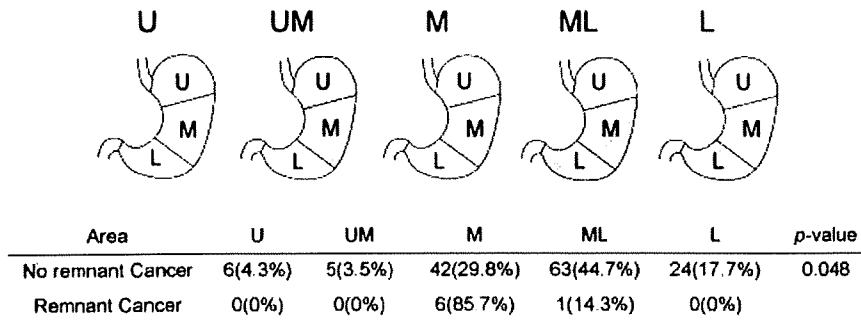 U UM M ML L
U U U U U
M M M M M
L L L L L
Area U UM M ML L p-value
No remnant Cancer 6(4.3%) 5(3.5%) 42(29.8%) 63(44.7%) 24(17.7%) 0.048
Remnant Cancer 0(0%) 0(0%) 6(85.7%) 1(14.3%) 0(0%)